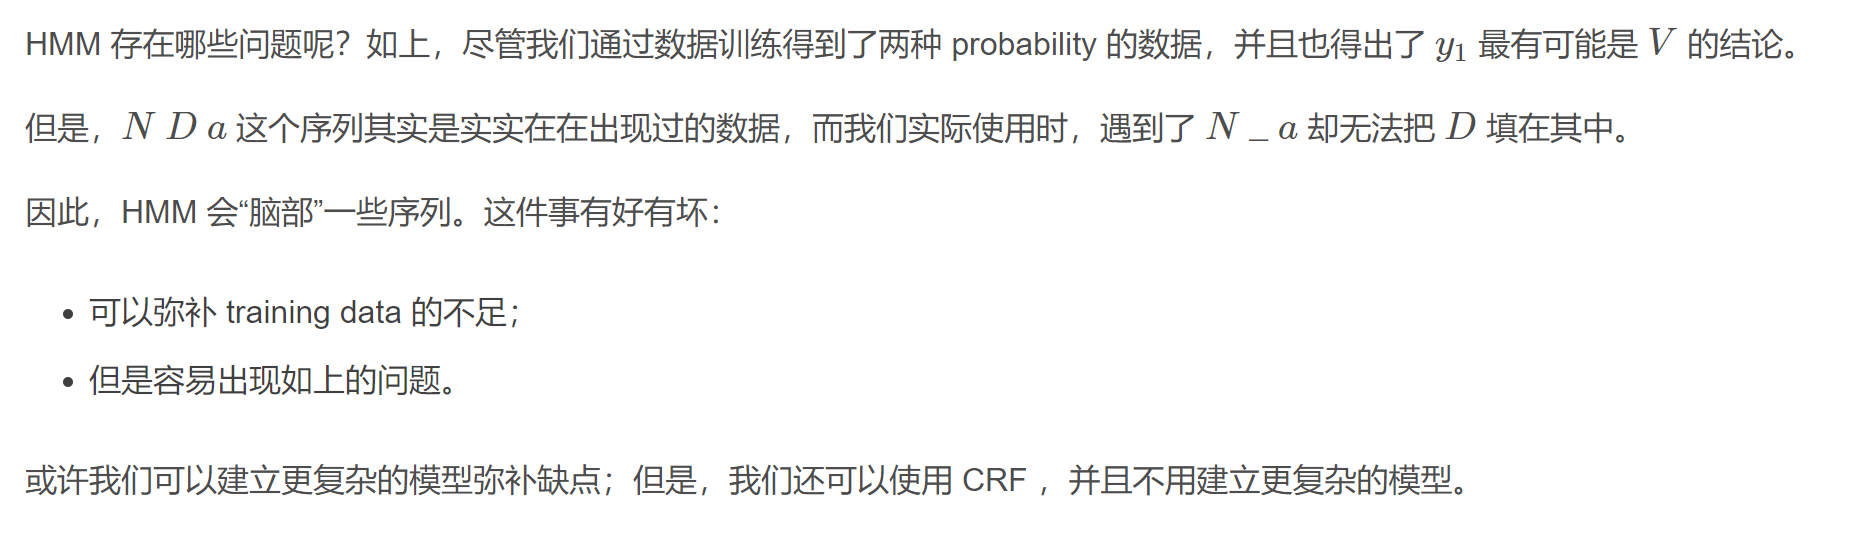 HMM 存在哪些问题呢？如上，尽管我们通过数据训练得到了两种 probability 的数据，并且也得出了 y₁ 最有可能是 V 的结论。
但是，N D a 这个序列其实是实实在在出现过的数据，而我们实际使用时，遇到了 N _ a 却无法把 D 填在其中。
因此，HMM 会“脑部”一些序列。这件事有好有坏：
• 可以弥补 training data 的不足；
• 但是容易出现如上的问题。
或许我们可以建立更复杂的模型弥补缺点；但是，我们还可以使用 CRF ，并且不用建立更复杂的模型。